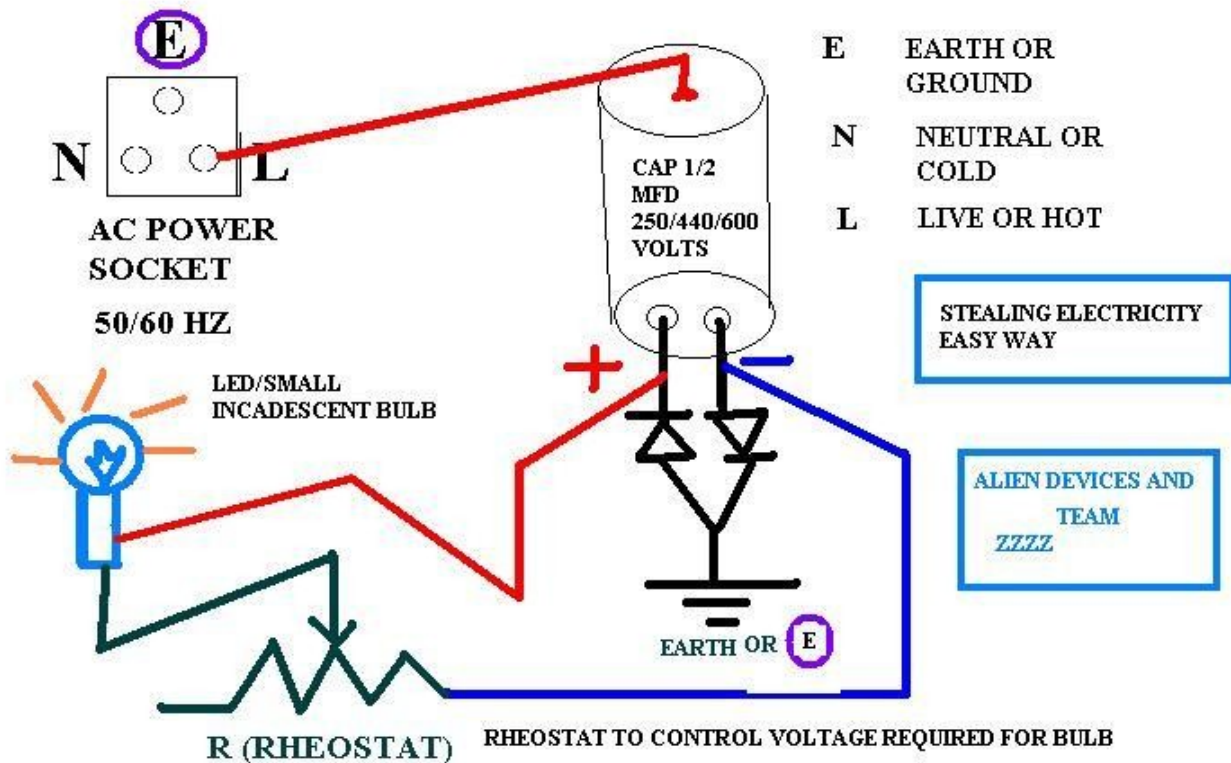 E
N
L
AC POWER
SOCKET
50/60 HZ
CAP 1/2
MFD
250/440/600
VOLTS
E EARTH OR
GROUND
N NEUTRAL OR
COLD
L LIVE OR HOT
STEALING ELECTRICITY
EASY WAY
+ −
LED/SMALL
INCADESCENT BULB
ALIEN DEVICES AND
TEAM
ZZZZ
EARTH OR E
R (RHEOSTAT)
RHEOSTAT TO CONTROL VOLTAGE REQUIRED FOR BULB